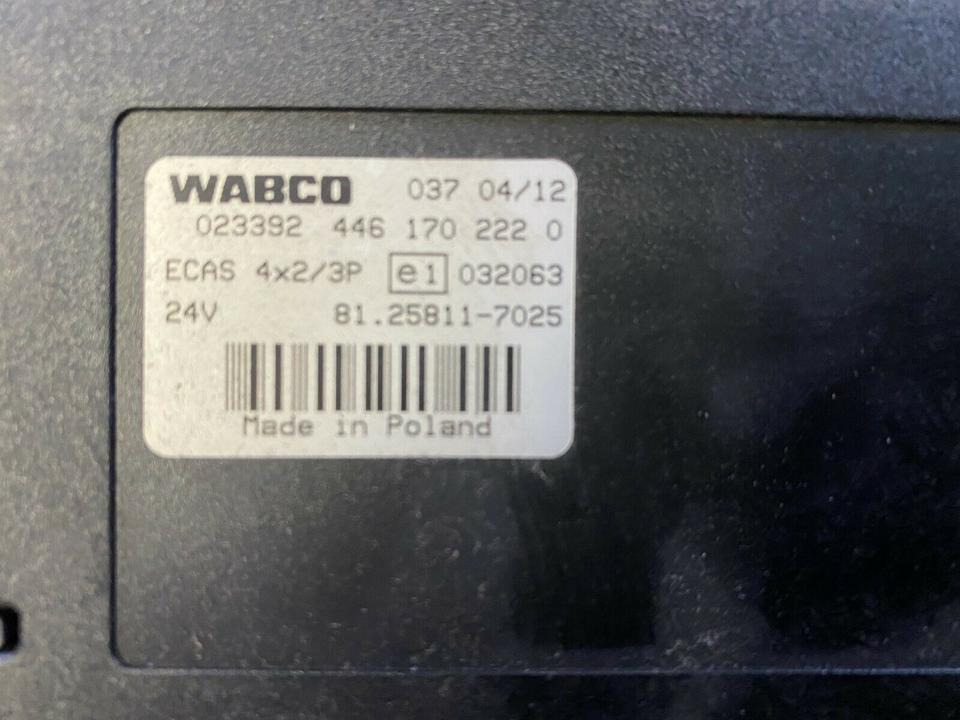 WABCO 037 04/12
023392 446 170 222 0
ECAS 4x2/3P e1 032063
24V 81.25811-7025
Made in Poland